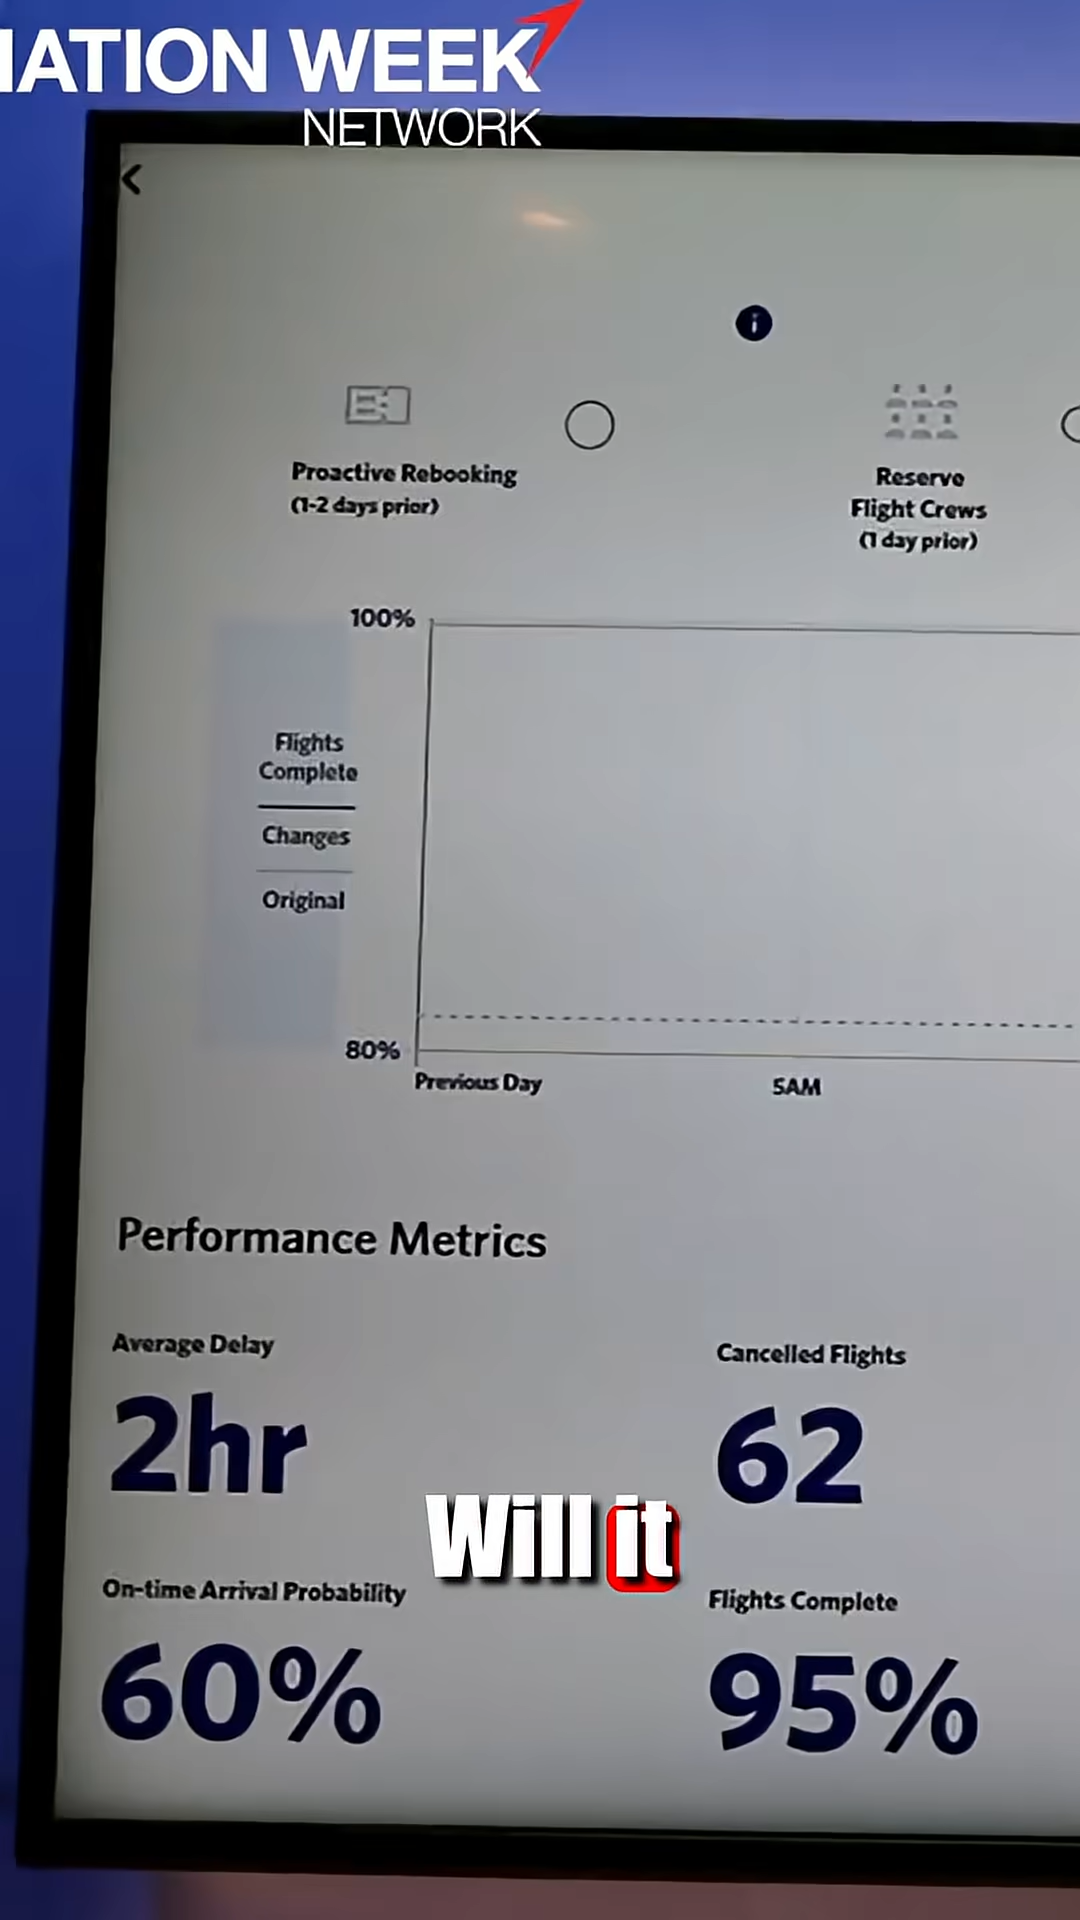 IATION WEEK
NETWORK
Proactive Rebooking
(1-2 days prior)
Reserve
Flight Crews
(1 day prior)
100%
Flights
Complete
Changes
Original
80%
Previous Day
5AM
Performance Metrics
Average Delay
2hr
Cancelled Flights
62
Will it
On-time Arrival Probability
60%
Flights Complete
95%